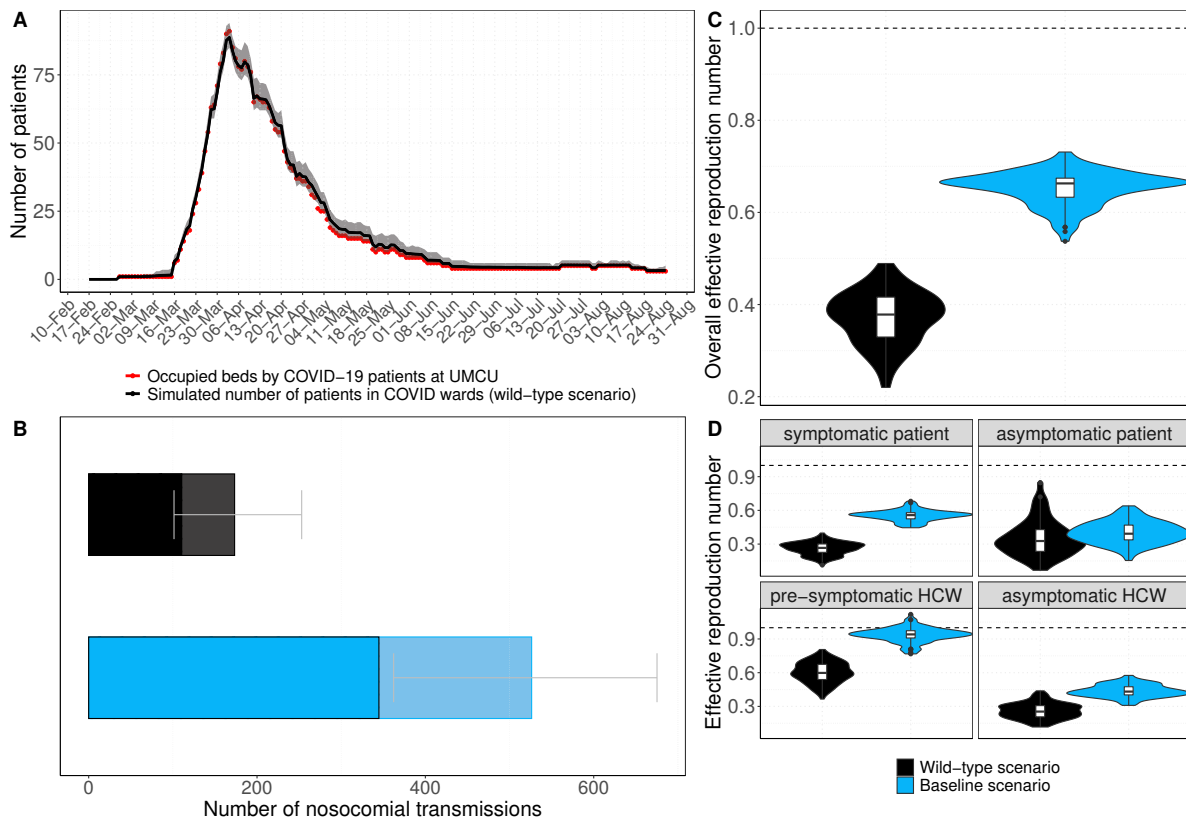 A
Number of patients
75
50
25
0
10−Feb
17−Feb
24−Feb
02−Mar
09−Mar
16−Mar
23−Mar
30−Mar
06−Apr
13−Apr
20−Apr
27−Apr
04−May
11−May
18−May
25−May
01−Jun
08−Jun
15−Jun
22−Jun
29−Jun
06−Jul
13−Jul
20−Jul
27−Jul
03−Aug
10−Aug
17−Aug
24−Aug
31−Aug
Occupied beds by COVID−19 patients at UMCU
Simulated number of patients in COVID wards (wild−type scenario)
B
0
200
400
600
Number of nosocomial transmissions
C
Overall effective reproduction number
1.0
0.8
0.6
0.4
0.2
D
Effective reproduction number
symptomatic patient
asymptomatic patient
0.9
0.6
0.3
pre−symptomatic HCW
asymptomatic HCW
0.9
0.6
0.3
Wild−type scenario
Baseline scenario